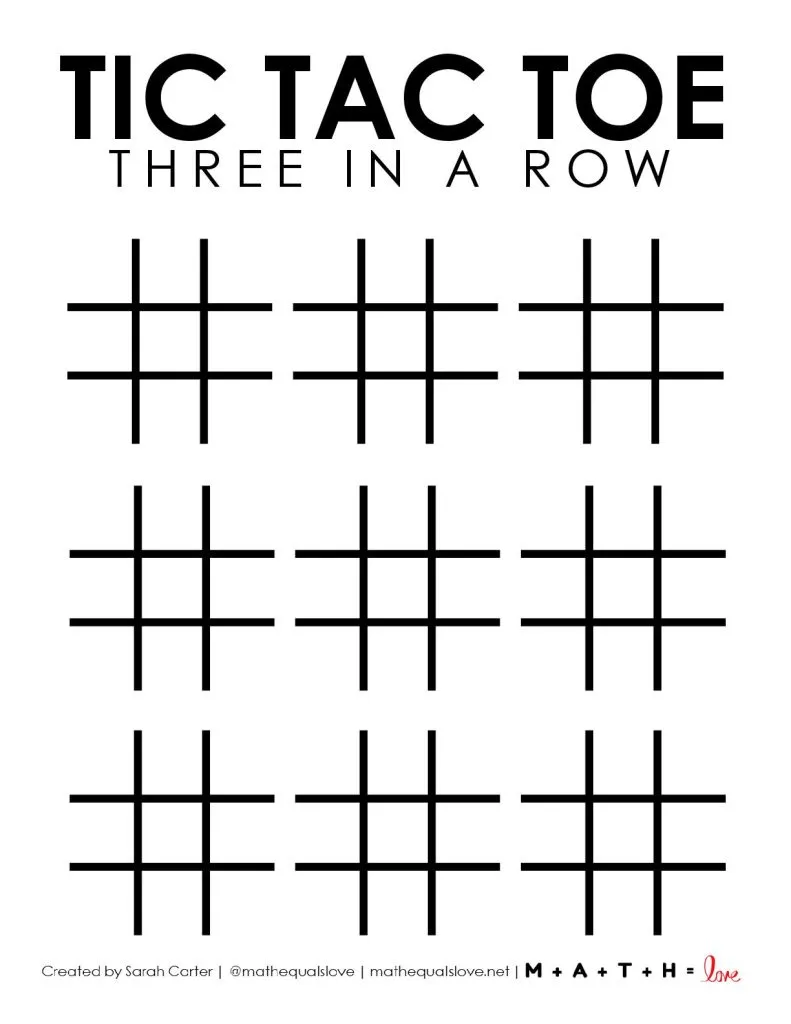 TIC TAC TOE
THREE IN A ROW
Created by Sarah Carter | @mathequalslove | mathequalslove.net | M + A + T + H = love